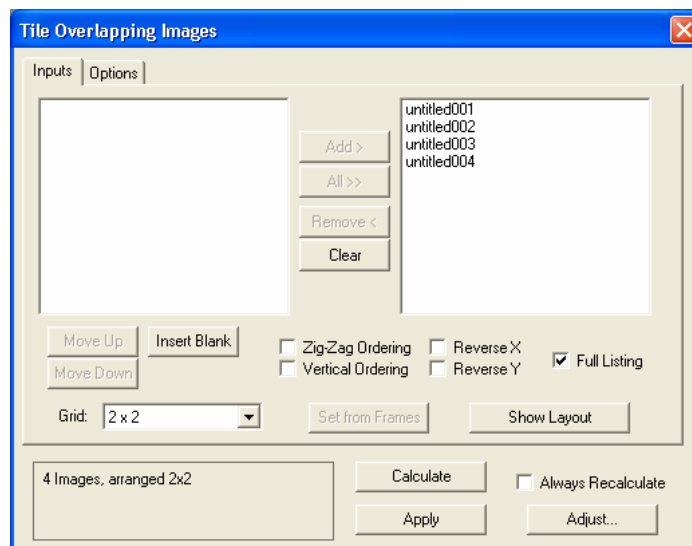 Tile Overlapping Images
Inputs
Options
untitled001
untitled002
untitled003
untitled004
Add >
All >>
Remove <
Clear
Move Up
Insert Blank
Move Down
Zig-Zag Ordering
Reverse X
Vertical Ordering
Reverse Y
Full Listing
Grid:
2 x 2
Set from Frames
Show Layout
4 Images, arranged 2x2
Calculate
Always Recalculate
Apply
Adjust...